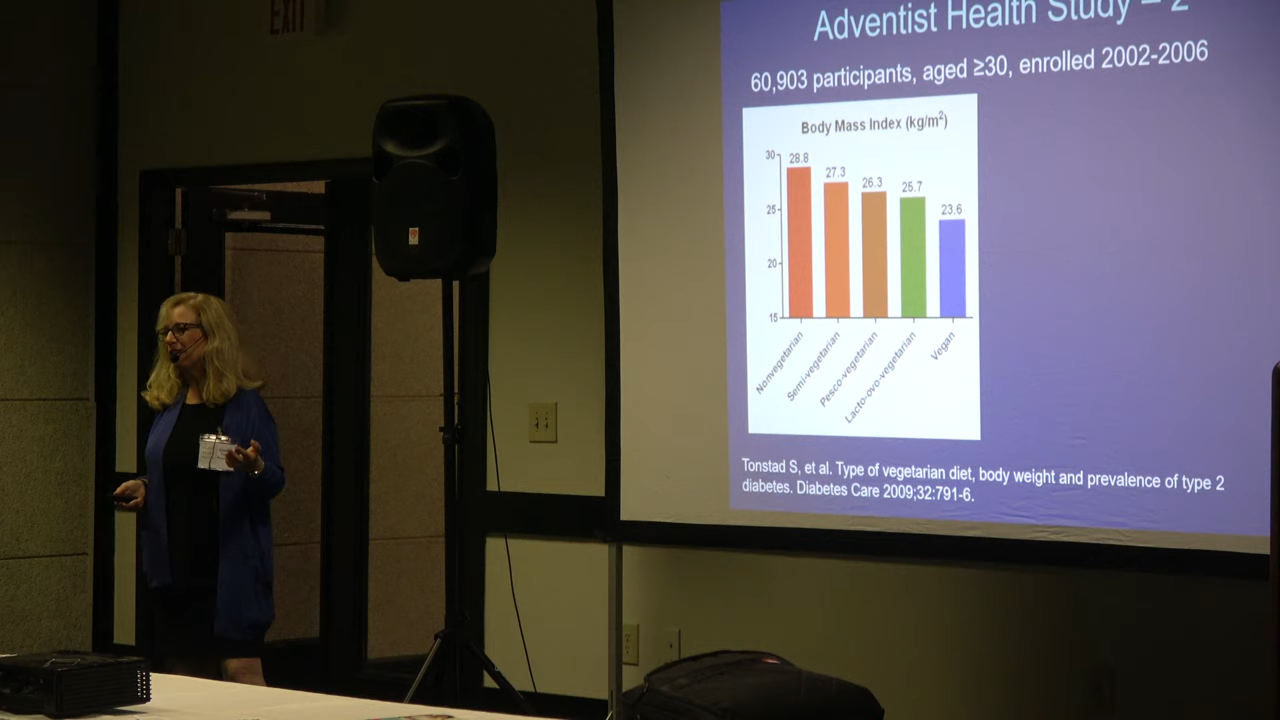 EXIT
Adventist Health Study – 2
60,903 participants, aged ≥30, enrolled 2002-2006
Body Mass Index (kg/m²)
30
28.8
27.3
26.3
25.7
25
23.6
20
15
Nonvegetarian
Semi-vegetarian
Pesco-vegetarian
Lacto-ovo-vegetarian
Vegan
Tonstad S, et al. Type of vegetarian diet, body weight and prevalence of type 2
diabetes. Diabetes Care 2009;32:791-6.